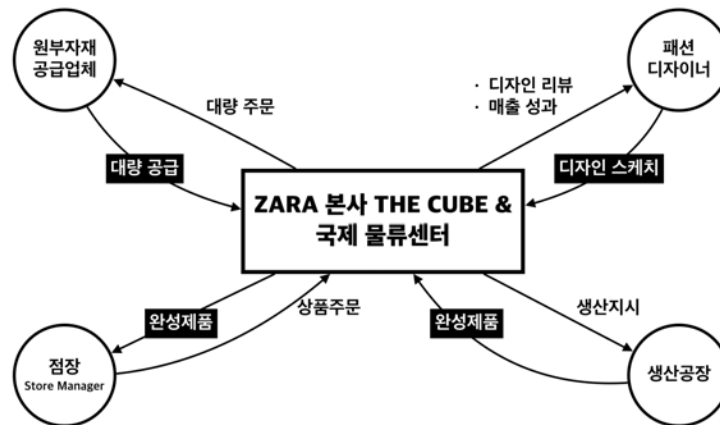 원부자재
공급업체
패션
디자이너
대량 주문
· 디자인 리뷰
· 매출 성과
대량 공급
디자인 스케치
ZARA 본사 THE CUBE &
국제 물류센터
완성제품
상품주문
완성제품
생산지시
점장
Store Manager
생산공장